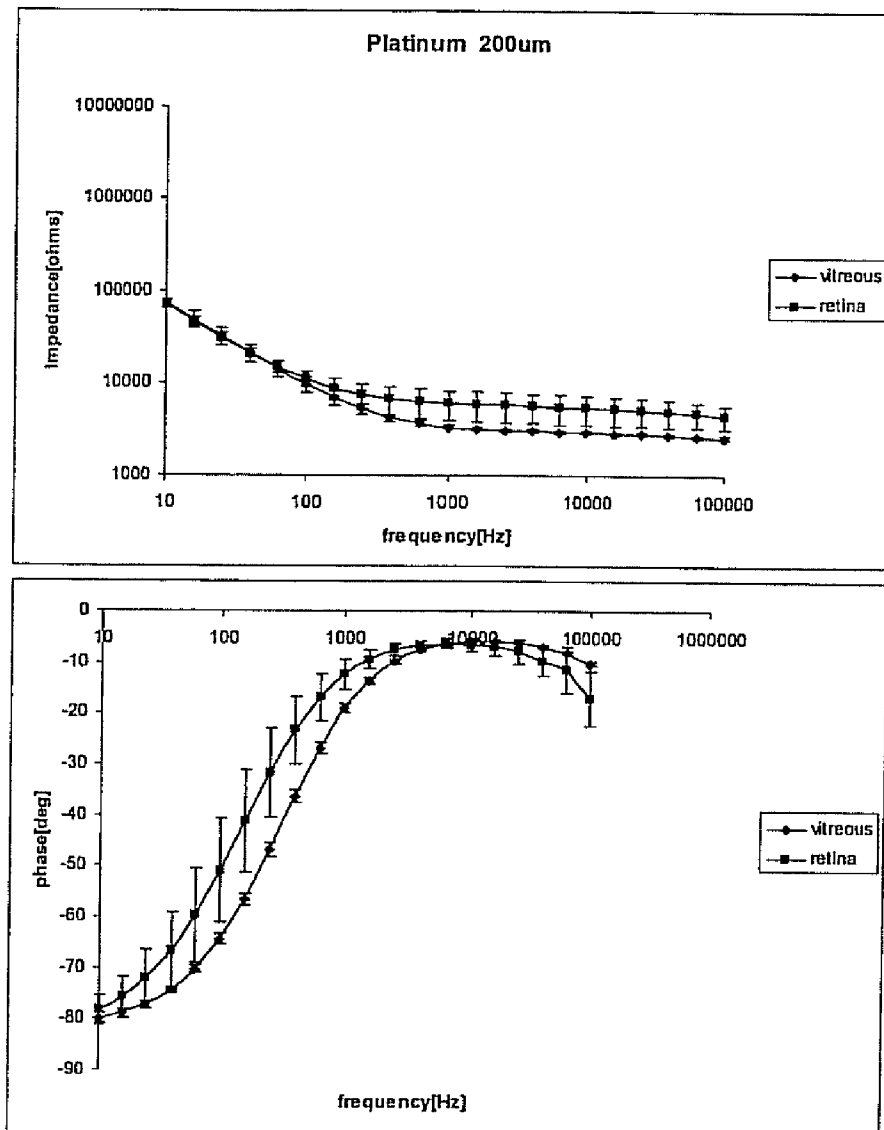 Platinum 200um
10000000
1000000
100000
10000
1000
Impedance[ohms]
10 100 1000 10000 100000
frequency[Hz]
vitreous
retina
0
-10
-20
-30
-40
-50
-60
-70
-80
-90
phase[deg]
10 100 1000 10000 100000 1000000
frequency[Hz]
vitreous
retina